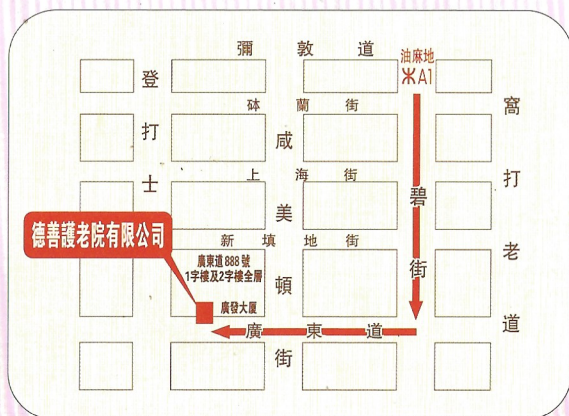 彌敦道
油麻地
A1
登打士街
砵蘭街
咸美頓街
窩打老道
上海街
碧街
新填地街
德善護老院有限公司
廣東道888號
1字樓及2字樓全層
廣發大厦
廣東道